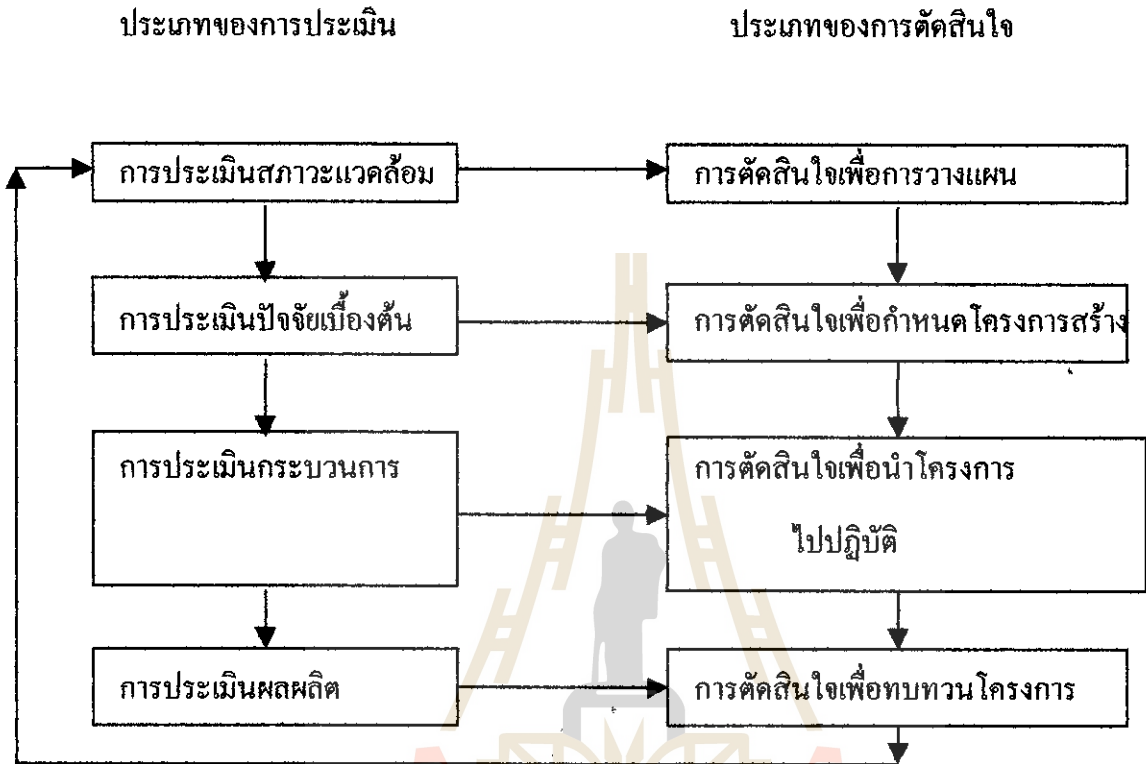 ประเภทของการประเมิน ประเภทของการตัดสินใจ
การประเมินสภาวะแวดล้อม การตัดสินใจเพื่อการวางแผน
การประเมินปัจจัยเบื้องต้น การตัดสินใจเพื่อกำหนดโครงการสร้าง
การประเมินกระบวนการ การตัดสินใจเพื่อนำโครงการ
ไปปฏิบัติ
การประเมินผลผลิต การตัดสินใจเพื่อทบทวนโครงการ